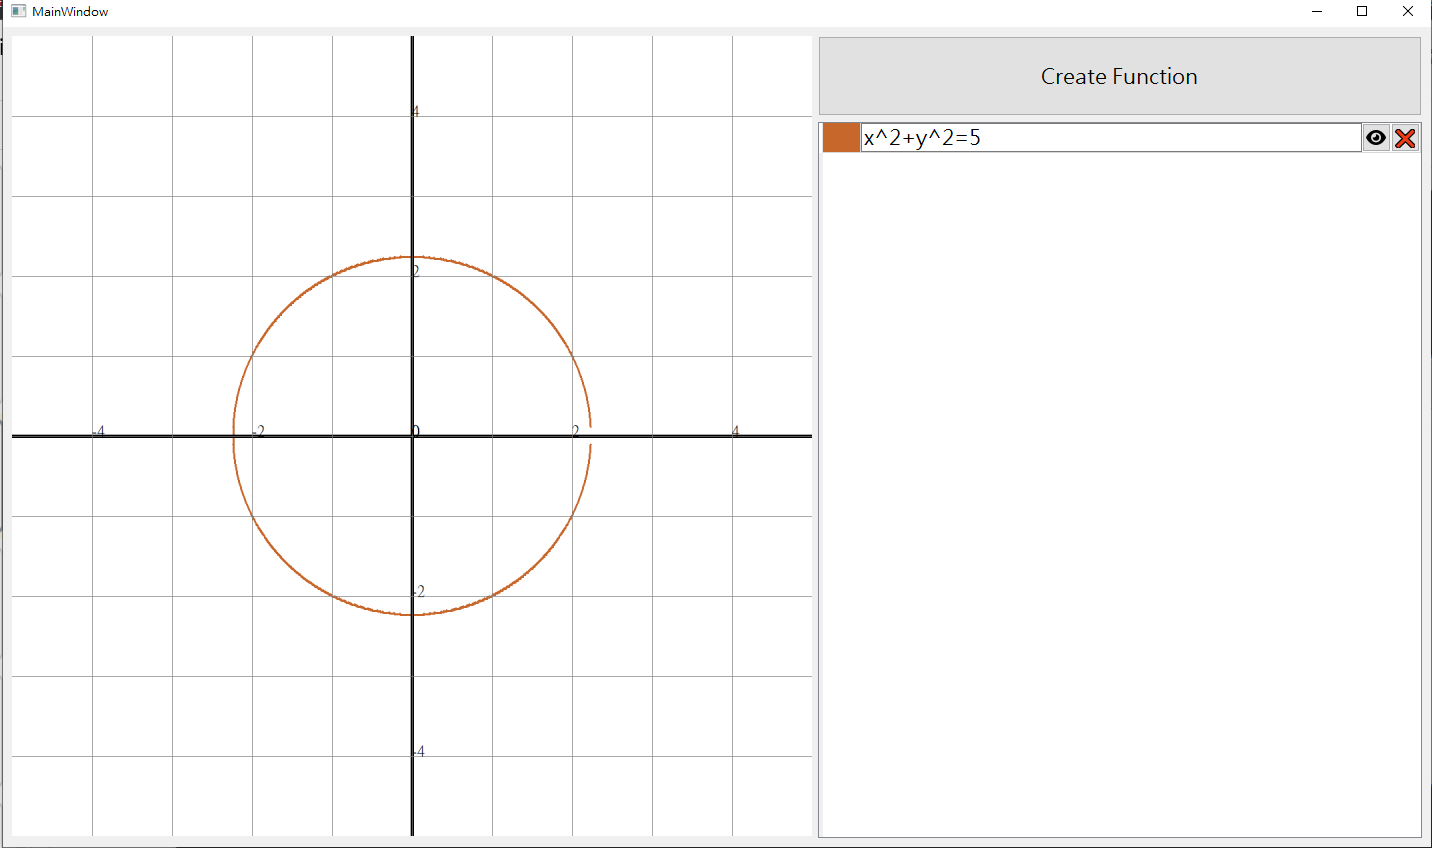 MainWindow
Create Function
x^2+y^2=5
4
2
-4 -2 0 2 4
-2
-4